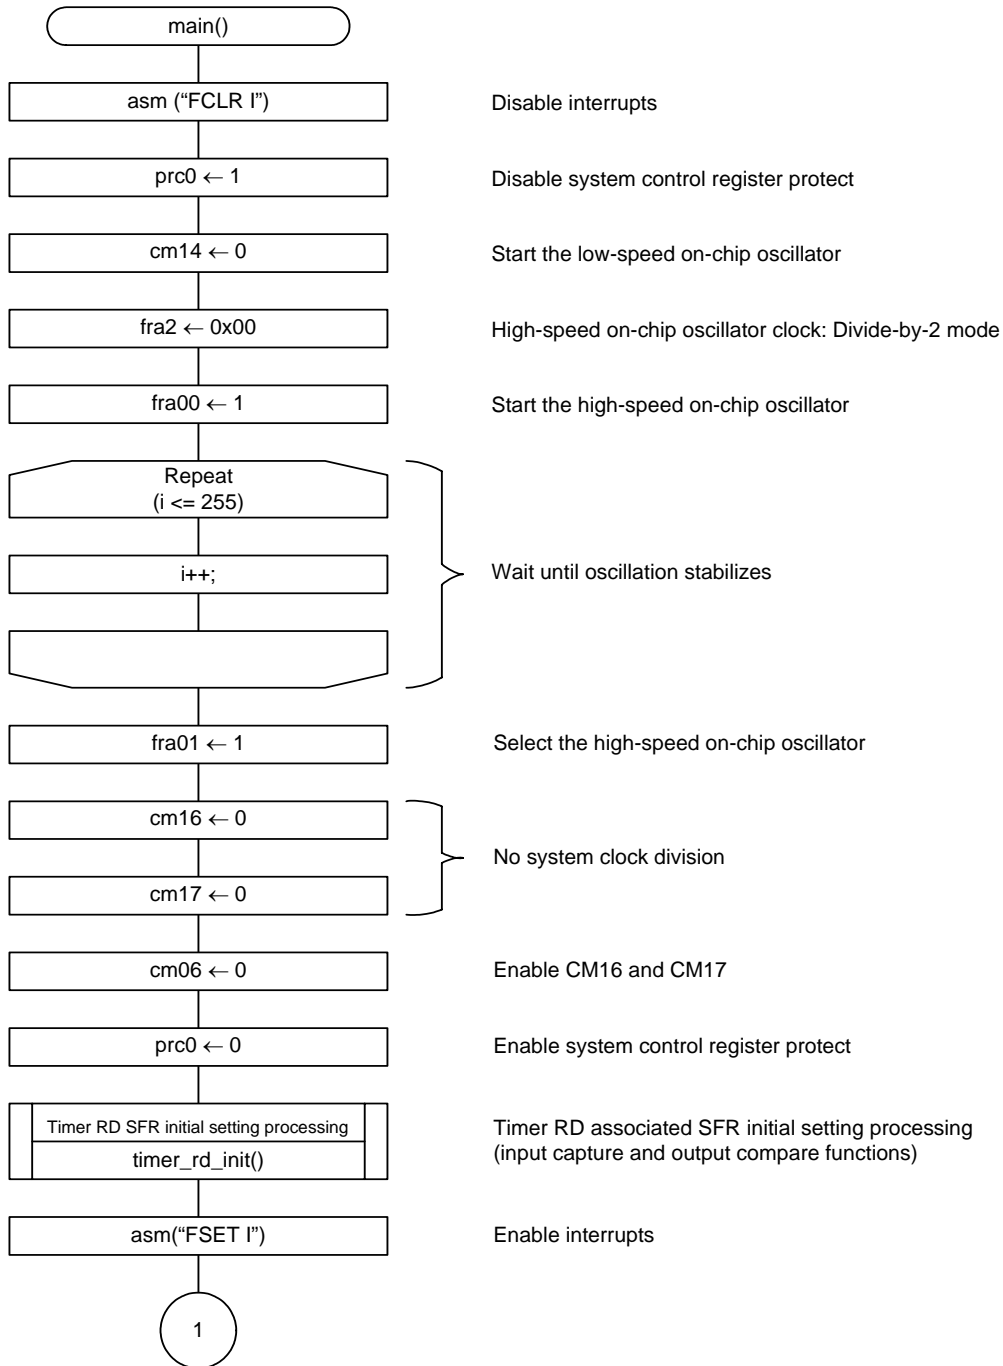 main()
asm (“FCLR I”)
Disable interrupts
prc0 ← 1
Disable system control register protect
cm14 ← 0
Start the low-speed on-chip oscillator
fra2 ← 0x00
High-speed on-chip oscillator clock: Divide-by-2 mode
fra00 ← 1
Start the high-speed on-chip oscillator
Repeat
(i <= 255)
i++;
Wait until oscillation stabilizes
fra01 ← 1
Select the high-speed on-chip oscillator
cm16 ← 0
No system clock division
cm17 ← 0
cm06 ← 0
Enable CM16 and CM17
prc0 ← 0
Enable system control register protect
Timer RD SFR initial setting processing
timer_rd_init()
Timer RD associated SFR initial setting processing
(input capture and output compare functions)
asm(“FSET I”)
Enable interrupts
1